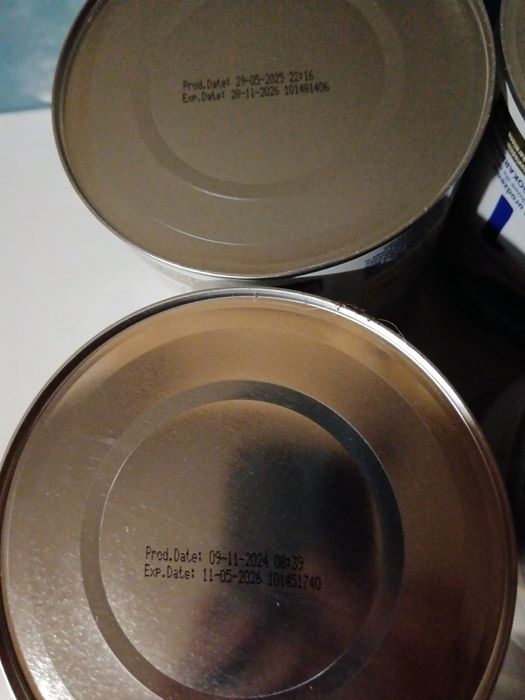 Prod.Date: 29-05-2025 22:16
Exp.Date: 28-11-2026 101481406
Prod.Date: 09-11-2024 08:39
Exp.Date: 11-05-2026 101451740